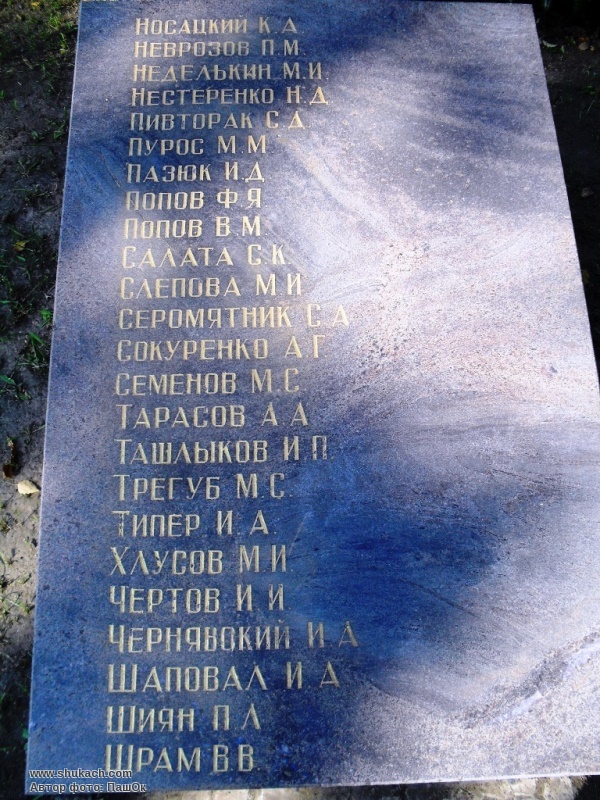 Носацкий К.А
Неврозов П.М.
Неделькин М.И.
Нестеренко Н.Д.
Пивторак С.Д.
Пурос М.М
Пазюк И.Д
Попов Ф.Я
Попов В.М
Салата С.К.
Слепова М.И
Серомятник С.А
Сокуренко А.Г
Семенов М.С
Тарасов А.А
Ташлыков И.П.
Трегуб М.С.
Типер И.А.
Хлусов М.И
Чертов И И
Чернявский И.А
Шаповал И.А
Шиян П.Л
Шрам В.В.
www.shukach.com
Автор фото: ПашОк